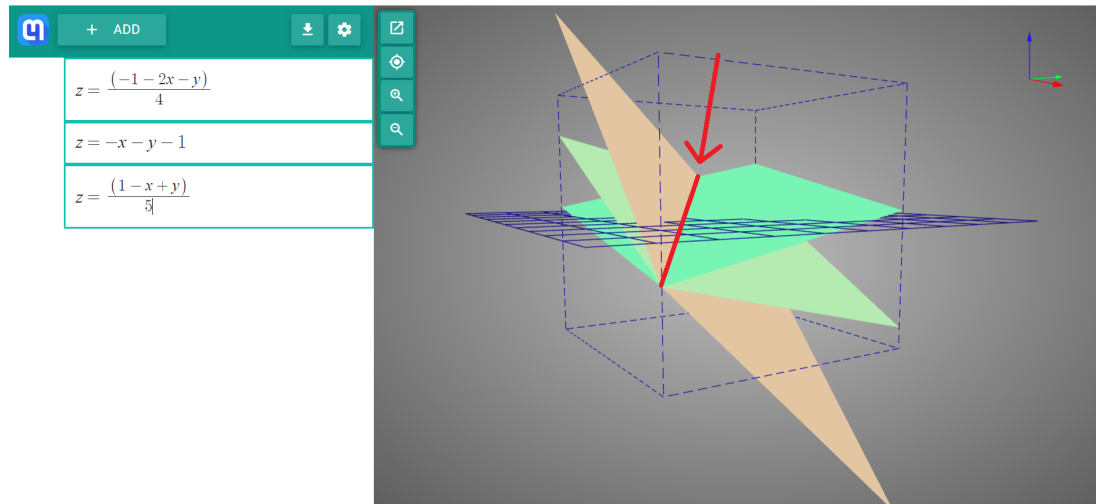 + ADD
z = (−1 − 2x − y) / 4
z = −x − y − 1
z = (1 − x + y) / 5